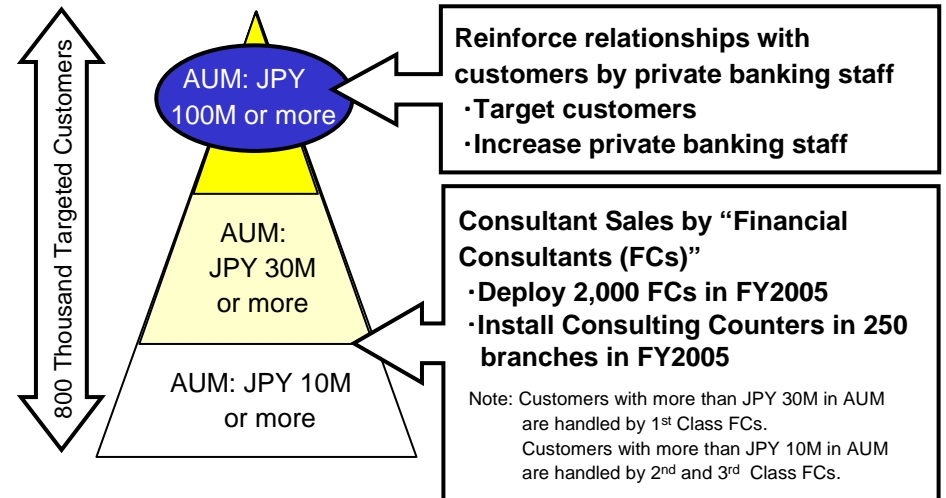 800 Thousand Targeted Customers
AUM: JPY
100M or more
AUM:
JPY 30M
or more
AUM: JPY 10M
or more
Reinforce relationships with
customers by private banking staff
・Target customers
・Increase private banking staff
Consultant Sales by “Financial
Consultants (FCs)”
・Deploy 2,000 FCs in FY2005
・Install Consulting Counters in 250
branches in FY2005
Note: Customers with more than JPY 30M in AUM
are handled by 1st Class FCs.
Customers with more than JPY 10M in AUM
are handled by 2nd and 3rd Class FCs.